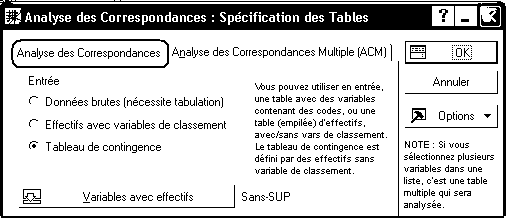 Analyse des Correspondances : Spécification des Tables
Analyse des Correspondances
Analyse des Correspondances Multiple (ACM)
Entrée
Données brutes (nécessite tabulation)
Effectifs avec variables de classement
Tableau de contingence
Vous pouvez utiliser en entrée,
une table avec des variables
contenant des codes, ou une
table (empilée) d'effectifs,
avec/sans vars de classement.
Le tableau de contingence est
défini par des effectifs sans
variable de classement.
Variables avec effectifs
Sans-SUP
OK
Annuler
Options
NOTE : Si vous
sélectionnez plusieurs
variables dans une
liste, c'est une table
multiple qui sera
analysée.